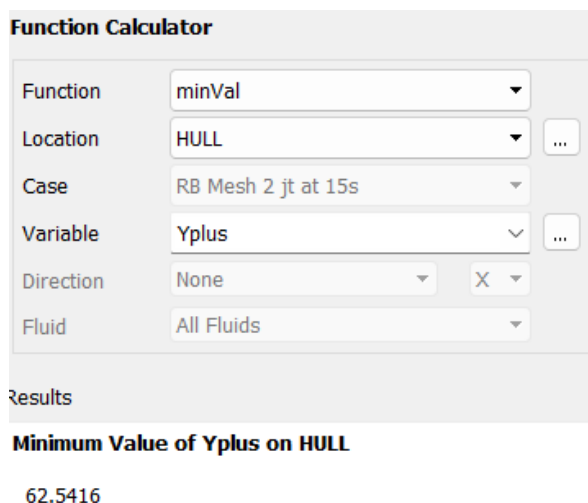 Function Calculator
Function minVal
Location HULL ...
Case RB Mesh 2 jt at 15s
Variable Yplus ...
Direction None X
Fluid All Fluids
Results
Minimum Value of Yplus on HULL
62.5416